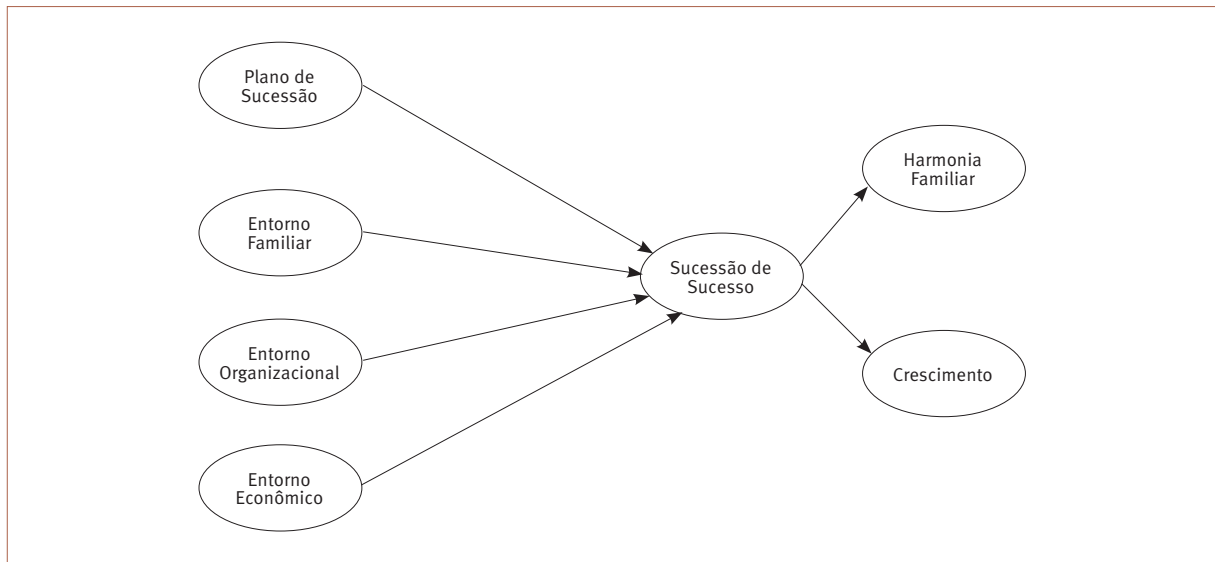 Plano de
Sucessão
Entorno
Familiar
Entorno
Organizacional
Entorno
Econômico
Sucessão de
Sucesso
Harmonia
Familiar
Crescimento